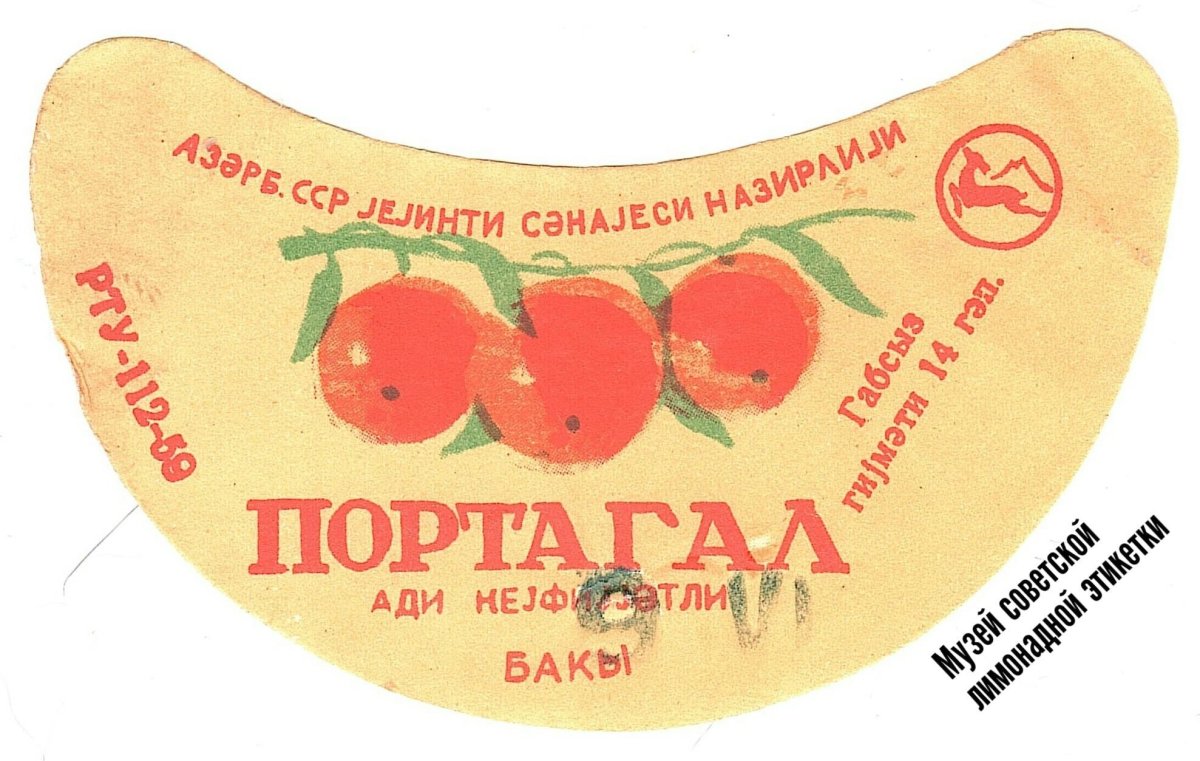 АЗӘРБ. ССР ЈЕЈИНТИ СӘНАЈЕСИ НАЗИРЛИЈИ
РТУ-112-59
Габсыз
гијмәти 14 гәп.
ПОРТАГАЛ
АДИ КЕЈФИЈЈӘТЛИ
9 VI
БАКЫ
Музей советской
лимонадной этикетки